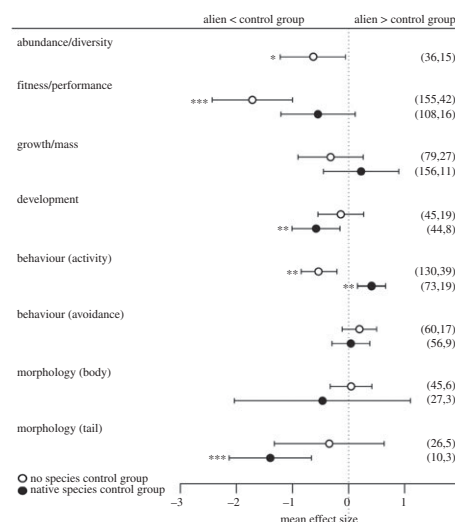 alien < control group alien > control group
abundance/diversity
* (36,15)
fitness/performance
*** (155,42)
(108,16)
growth/mass
(79,27)
(156,11)
development
(45,19)
** (44,8)
behaviour (activity)
** (130,39)
** (73,19)
behaviour (avoidance)
(60,17)
(56,9)
morphology (body)
(45,6)
(27,3)
morphology (tail)
(26,5)
*** (10,3)
no species control group
native species control group
−3 −2 −1 0 1
mean effect size